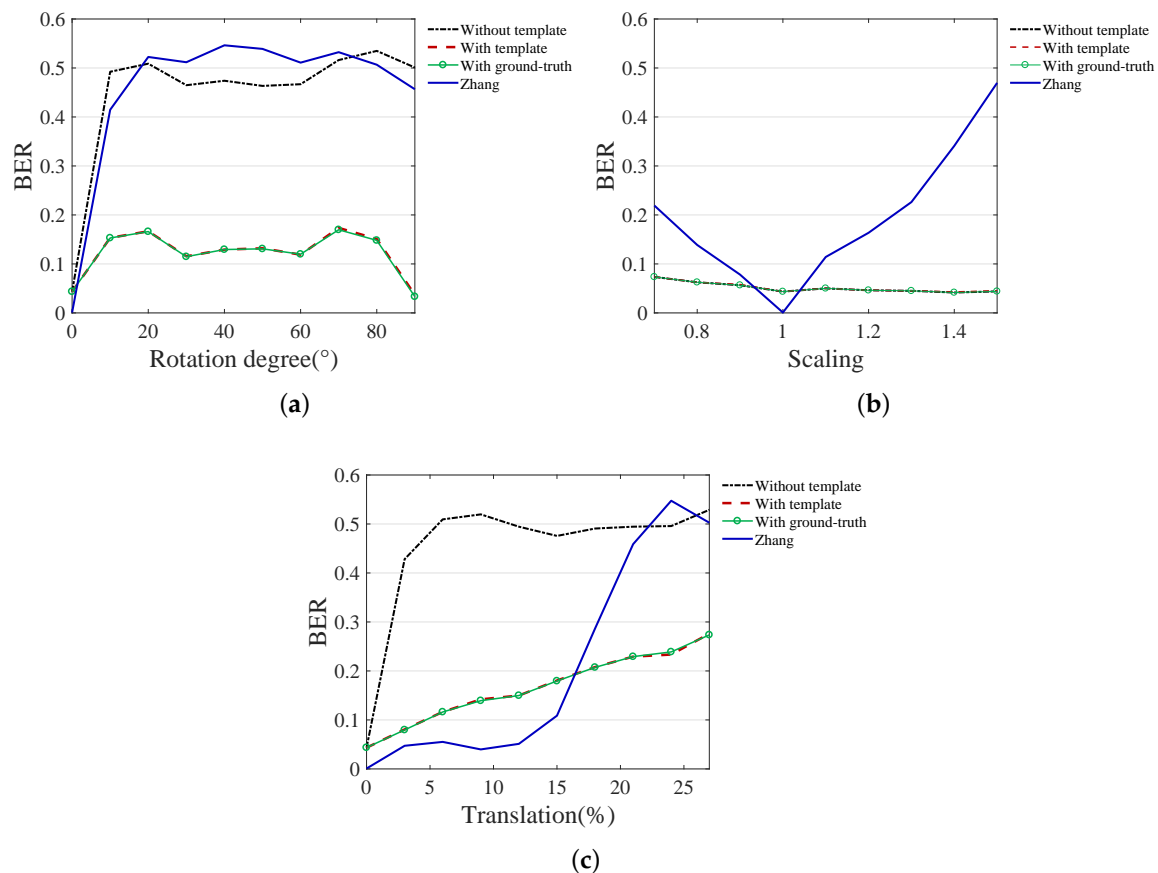 0.6
0.5
0.4
0.3
0.2
0.1
0
BER
0 20 40 60 80
Rotation degree(°)
Without template
With template
With ground-truth
Zhang
(a)
0.6
0.5
0.4
0.3
0.2
0.1
0
BER
0.8 1 1.2 1.4
Scaling
Without template
With template
With ground-truth
Zhang
(b)
0.6
0.5
0.4
0.3
0.2
0.1
0
BER
0 5 10 15 20 25
Translation(%)
Without template
With template
With ground-truth
Zhang
(c)